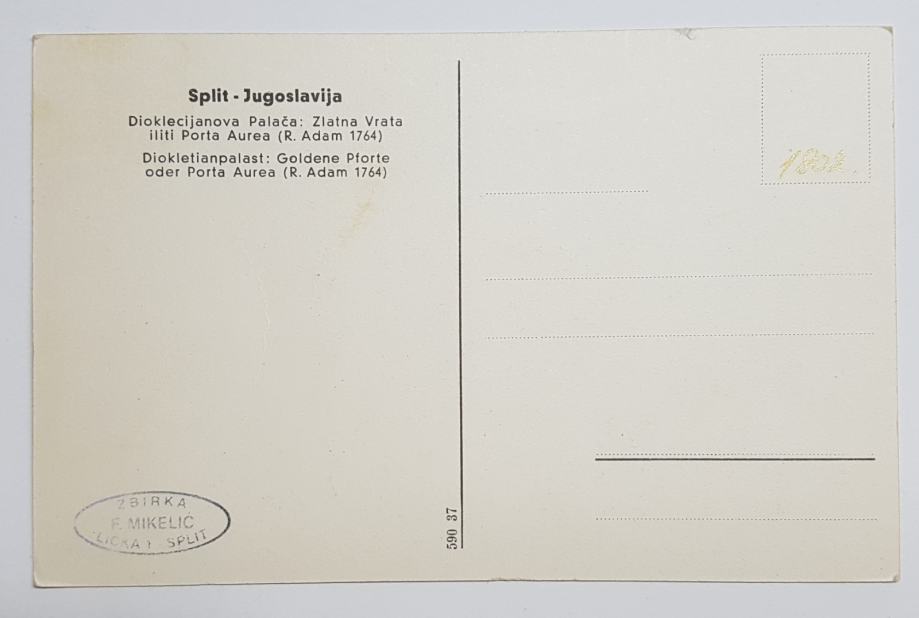 Split - Jugoslavija
Dioklecijanova Palača: Zlatna Vrata
iliti Porta Aurea (R. Adam 1764)
Diokletianpalast: Goldene Pforte
oder Porta Aurea (R. Adam 1764)
1802.
590 37
ZBIRKA
F. MIKELIĆ
LIČKA 1 - SPLIT